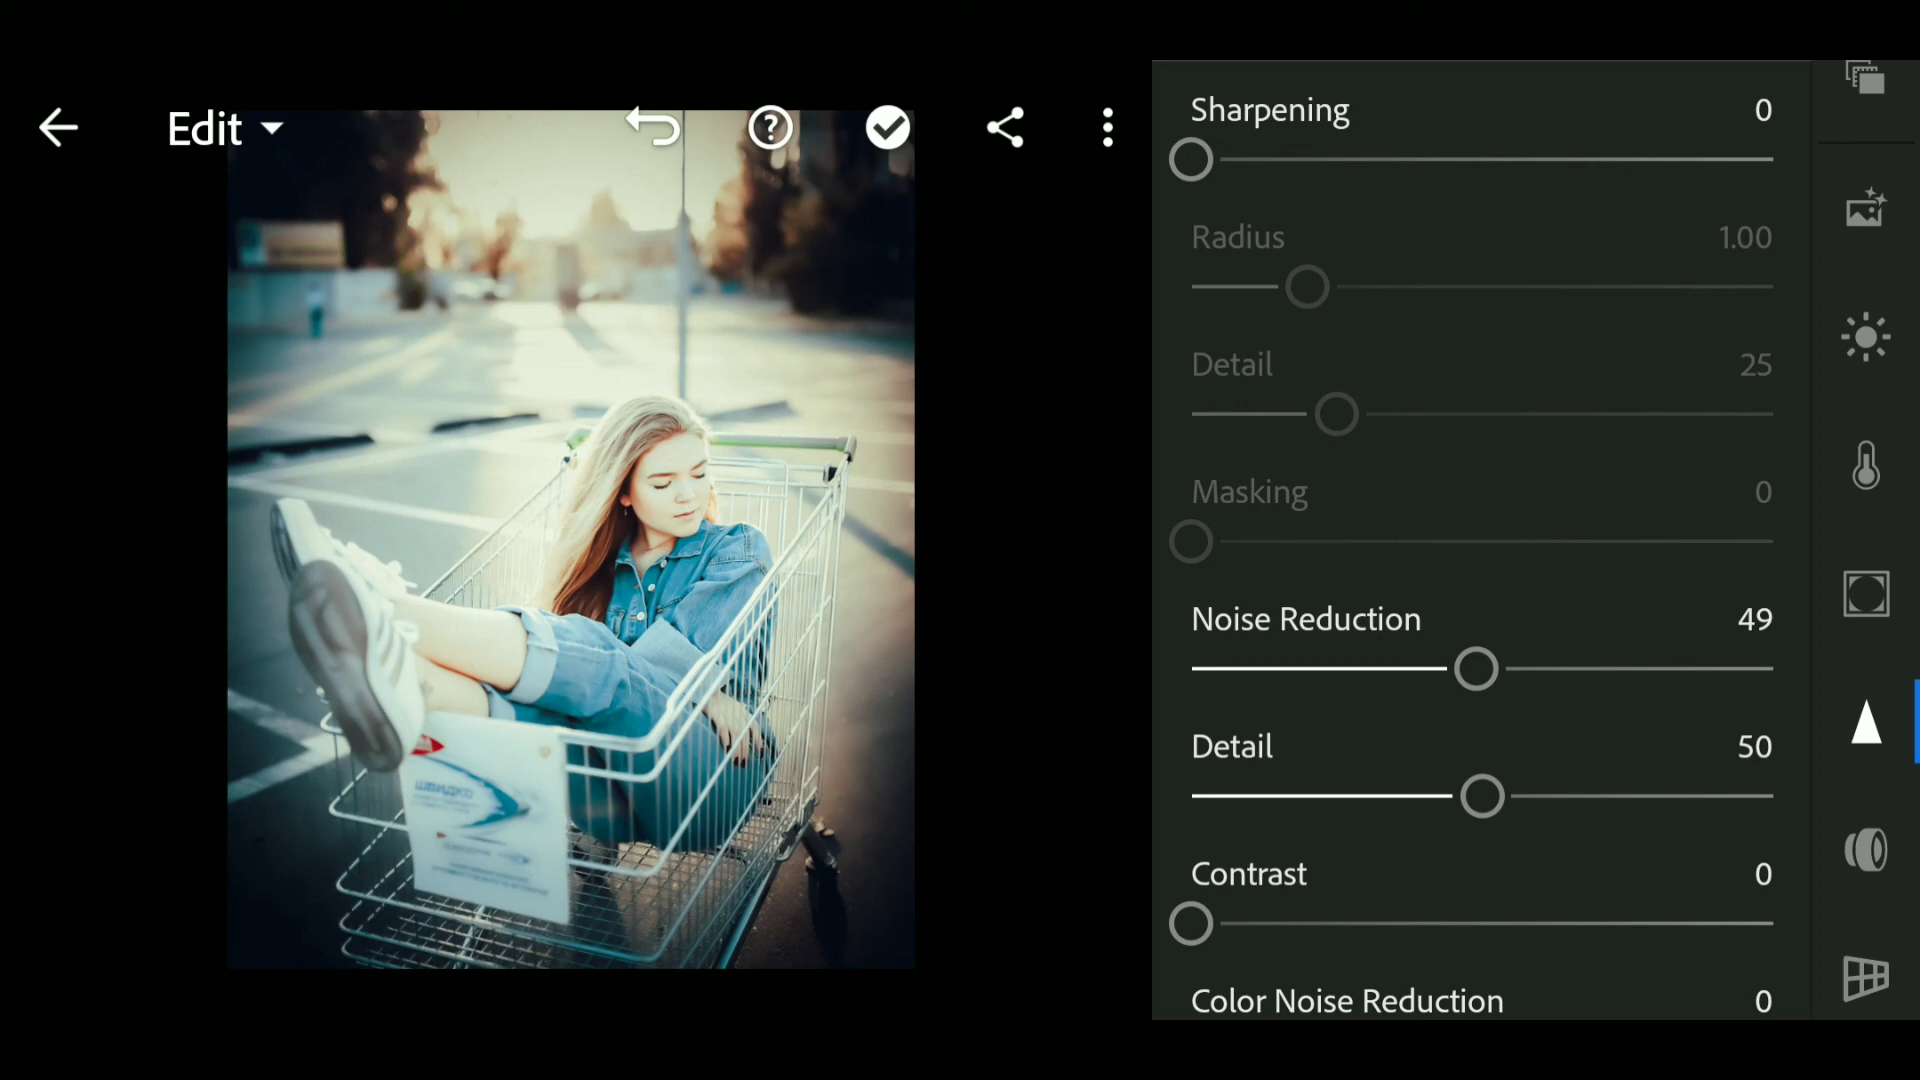 Edit
Sharpening 0
Radius 1.00
Detail 25
Masking 0
Noise Reduction 49
Detail 50
Contrast 0
Color Noise Reduction 0
швидко